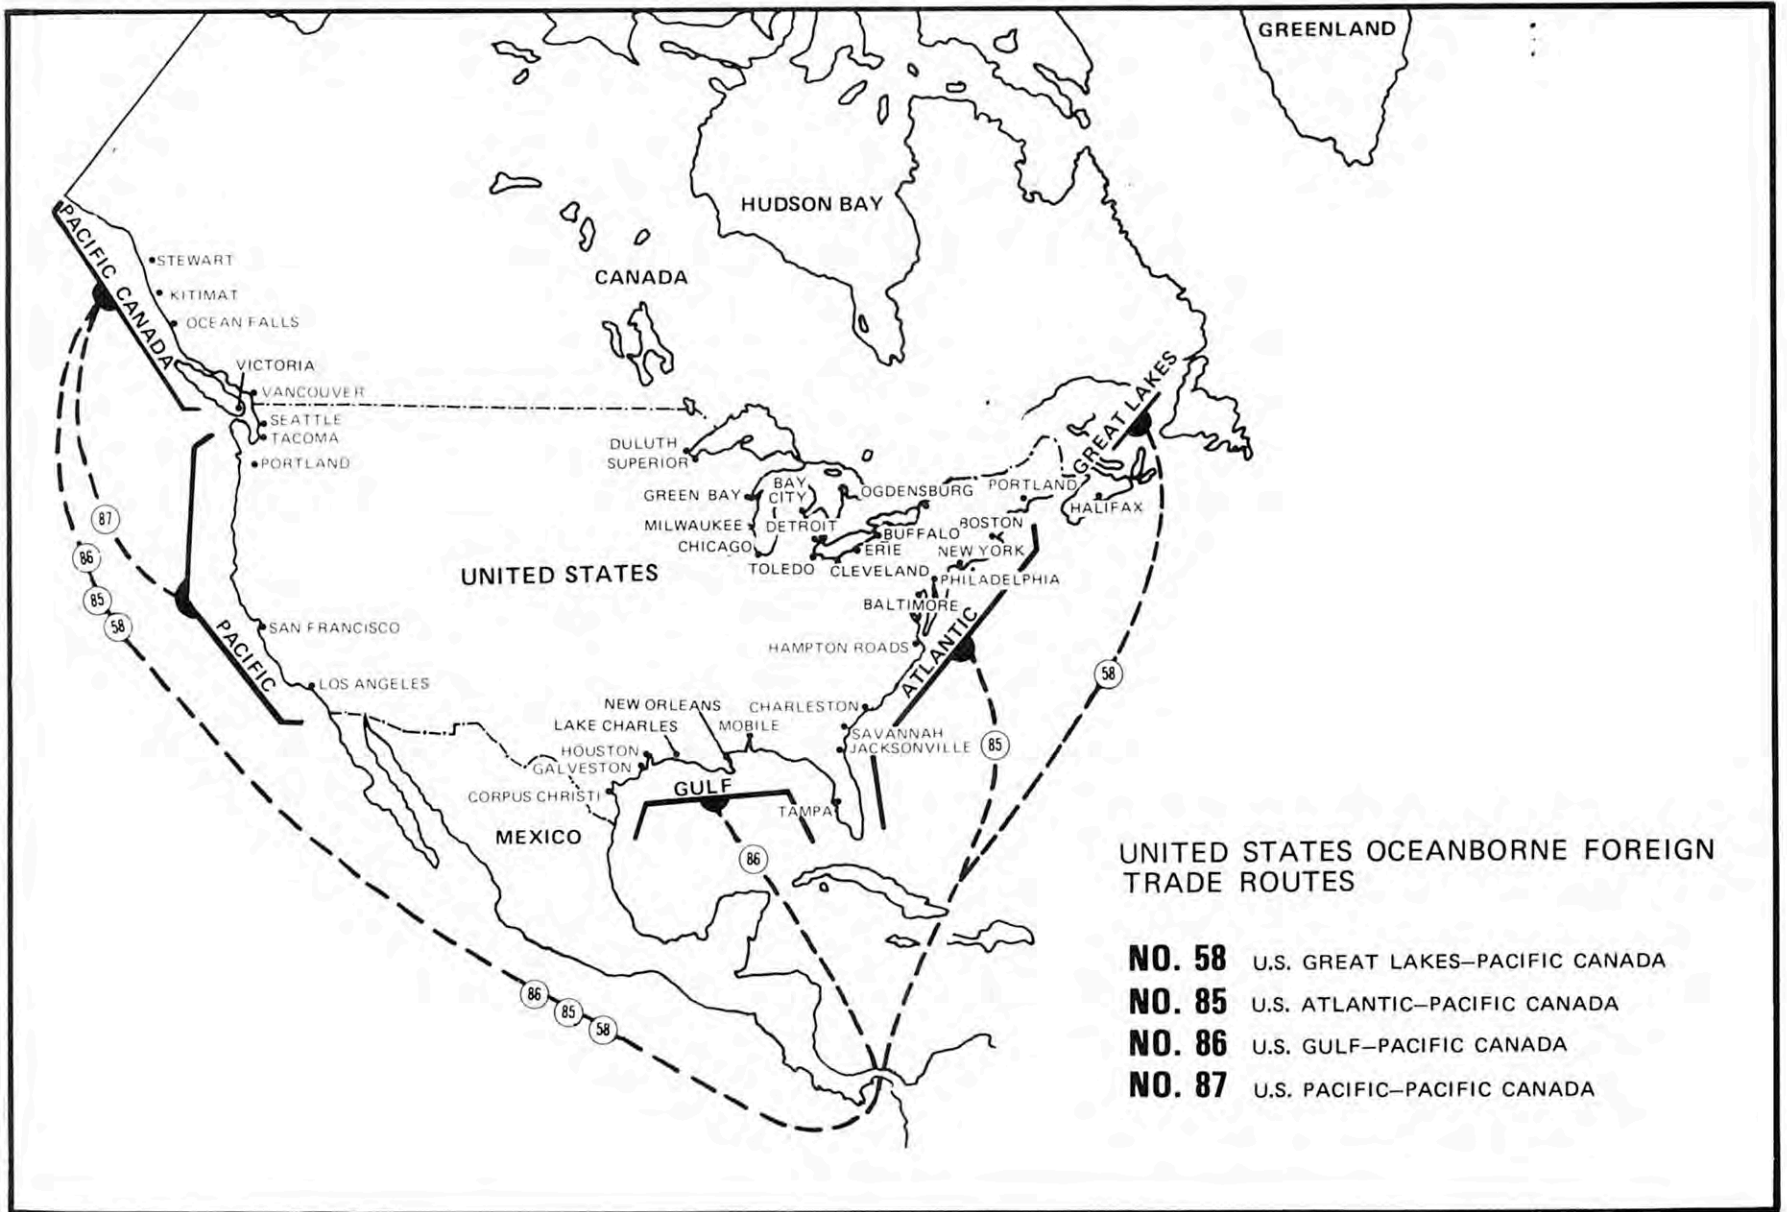 GREENLAND
HUDSON BAY
CANADA
PACIFIC CANADA
STEWART
KITIMAT
OCEAN FALLS
VICTORIA
VANCOUVER
SEATTLE
TACOMA
PORTLAND
GREAT LAKES
DULUTH
SUPERIOR
GREEN BAY
BAY
CITY
OGDENSBURG
PORTLAND
HALIFAX
MILWAUKEE
DETROIT
BUFFALO
BOSTON
CHICAGO
ERIE
NEW YORK
TOLEDO
CLEVELAND
PHILADELPHIA
UNITED STATES
BALTIMORE
87
86
85
58
PACIFIC
SAN FRANCISCO
HAMPTON ROADS
ATLANTIC
58
LOS ANGELES
NEW ORLEANS
CHARLESTON
LAKE CHARLES
MOBILE
SAVANNAH
HOUSTON
JACKSONVILLE
85
GALVESTON
CORPUS CHRISTI
GULF
TAMPA
MEXICO
86
86
85
58
UNITED STATES OCEANBORNE FOREIGN
TRADE ROUTES
NO. 58 U.S. GREAT LAKES–PACIFIC CANADA
NO. 85 U.S. ATLANTIC–PACIFIC CANADA
NO. 86 U.S. GULF–PACIFIC CANADA
NO. 87 U.S. PACIFIC–PACIFIC CANADA